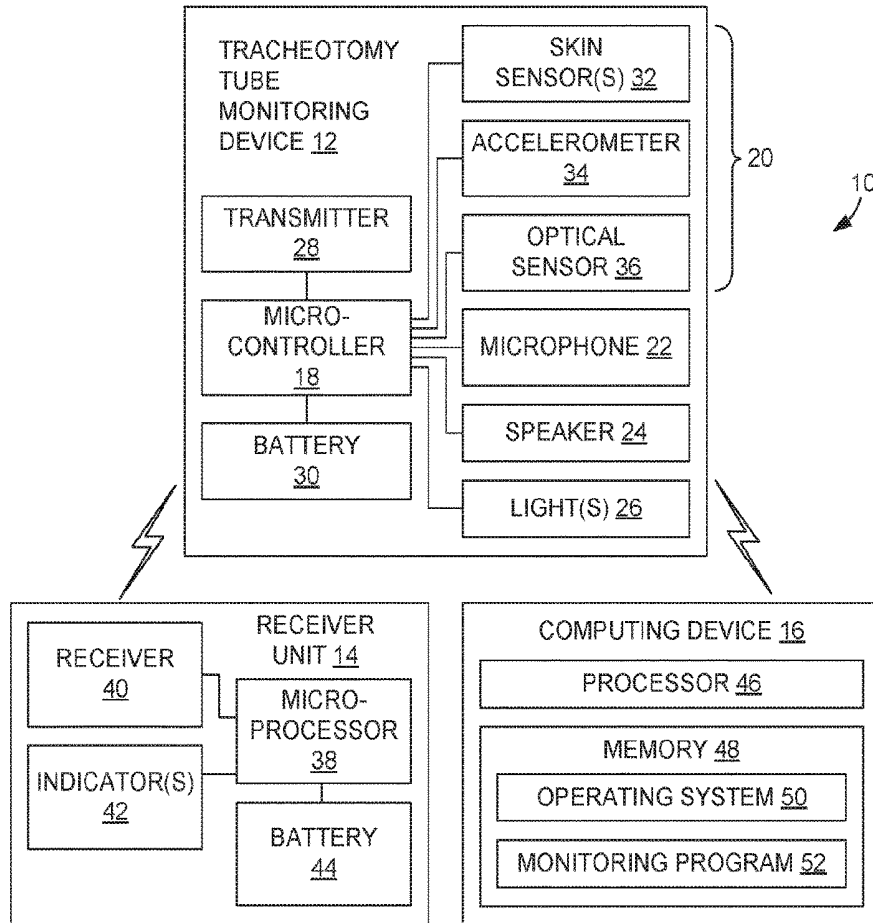 TRACHEOTOMY
TUBE
MONITORING
DEVICE 12
SKIN
SENSOR(S) 32
ACCELEROMETER
34
OPTICAL
SENSOR 36
20
10
TRANSMITTER
28
MICRO-
CONTROLLER
18
BATTERY
30
MICROPHONE 22
SPEAKER 24
LIGHT(S) 26
RECEIVER
UNIT 14
RECEIVER
40
MICRO-
PROCESSOR
38
INDICATOR(S)
42
BATTERY
44
COMPUTING DEVICE 16
PROCESSOR 46
MEMORY 48
OPERATING SYSTEM 50
MONITORING PROGRAM 52